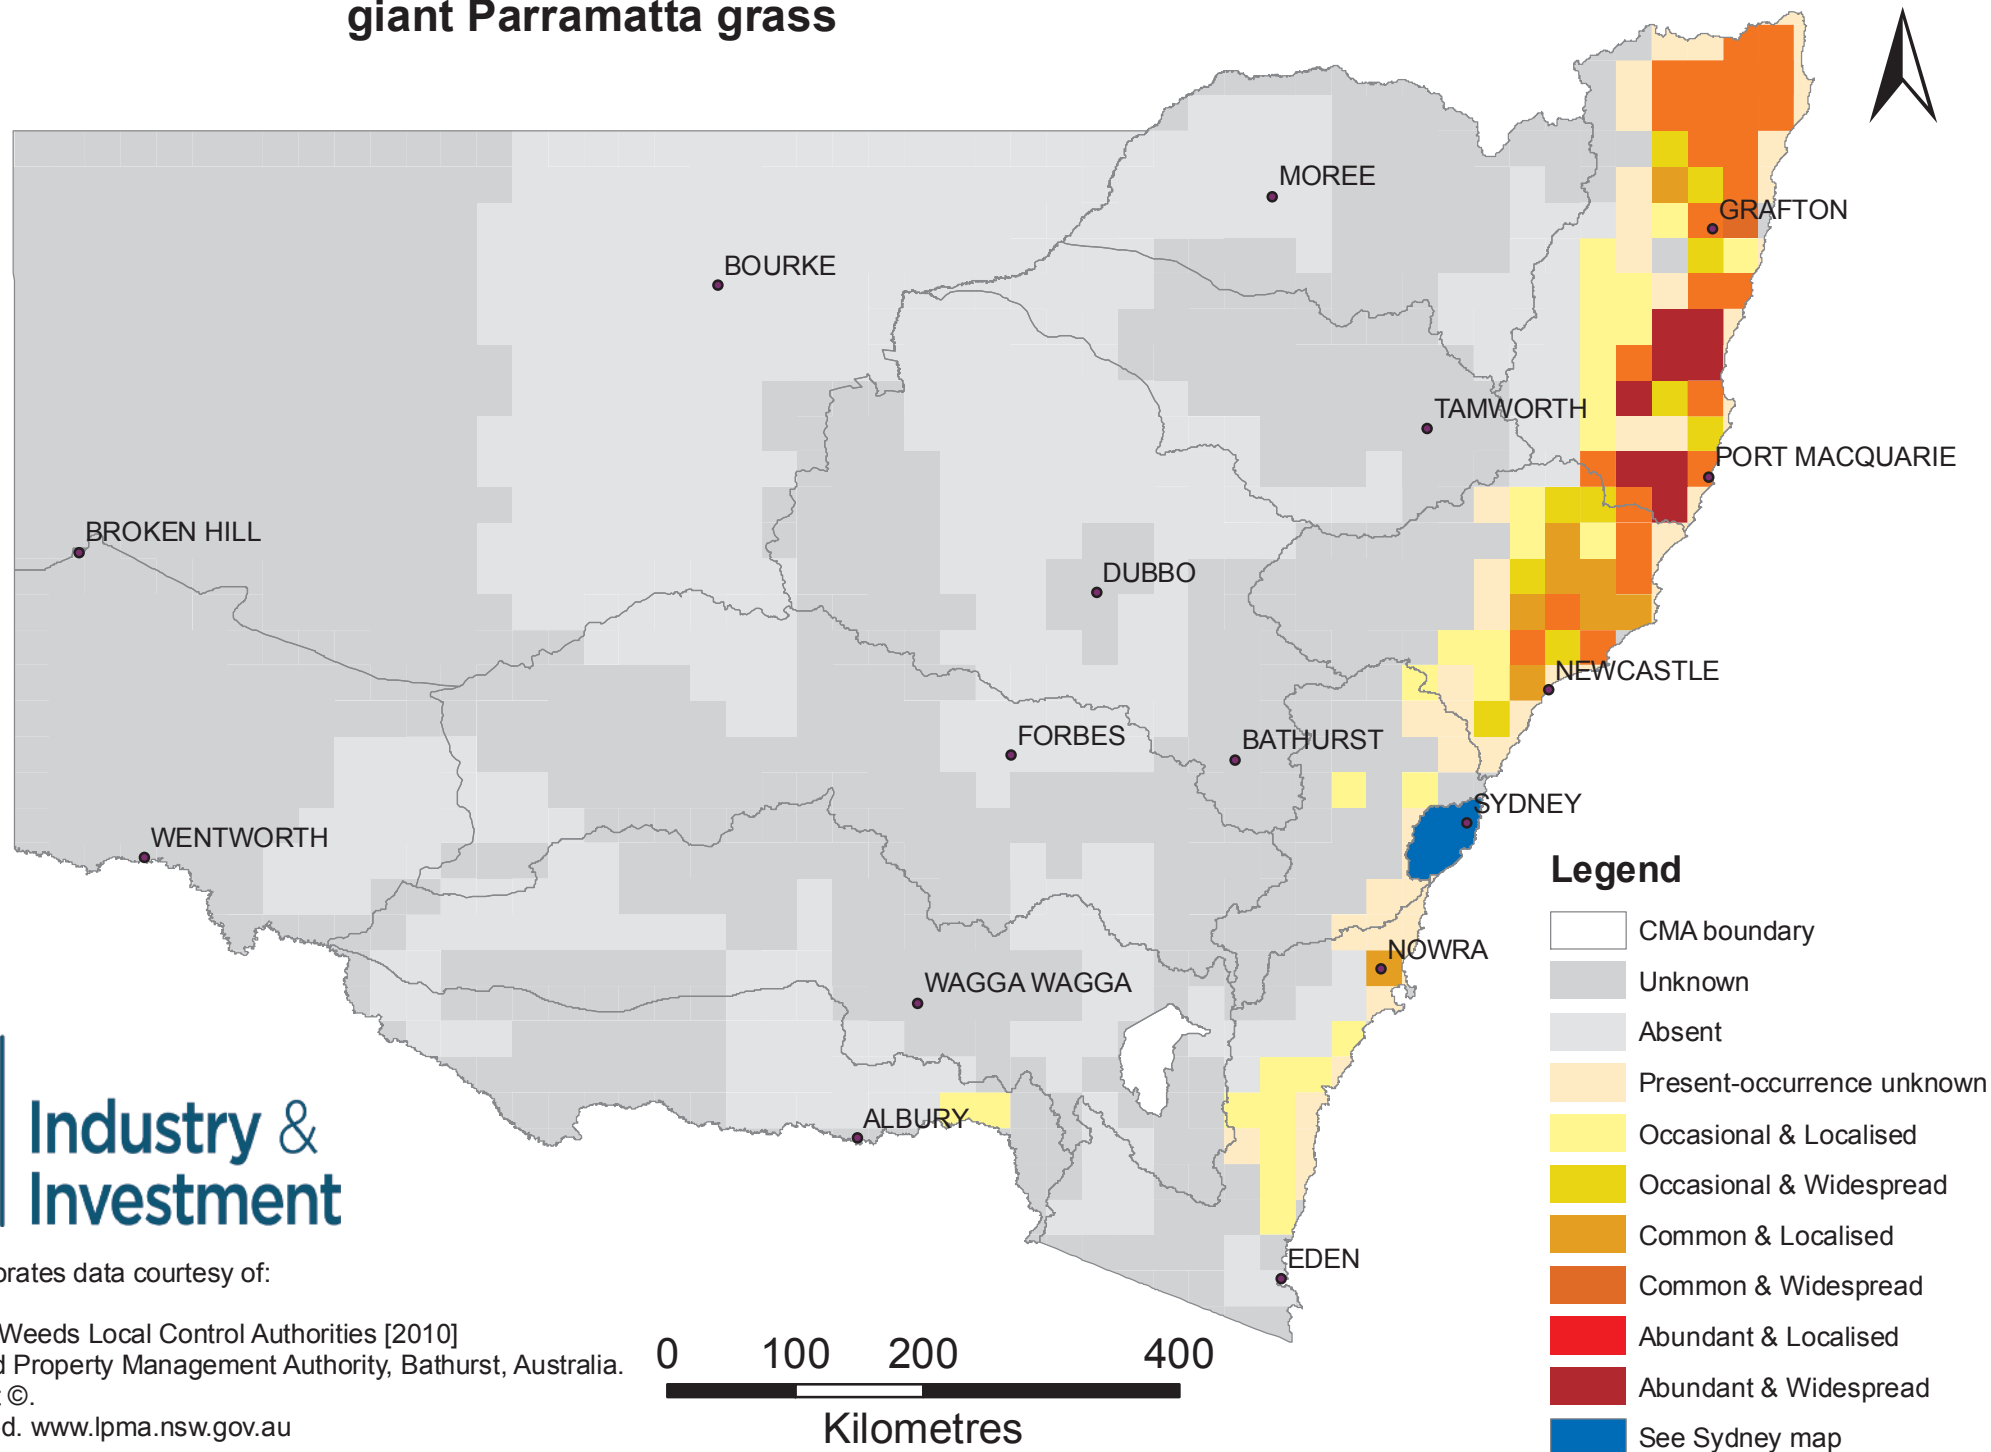 giant Parramatta grass
MOREE
GRAFTON
BOURKE
TAMWORTH
PORT MACQUARIE
BROKEN HILL
DUBBO
NEWCASTLE
FORBES
BATHURST
SYDNEY
WENTWORTH
NOWRA
WAGGA WAGGA
ALBURY
EDEN
Legend
CMA boundary
Unknown
Absent
Present-occurrence unknown
Occasional & Localised
Occasional & Widespread
Common & Localised
Common & Widespread
Abundant & Localised
Abundant & Widespread
See Sydney map
Industry &
Investment
data courtesy of:
Weeds Local Control Authorities [2010]
Property Management Authority, Bathurst, Australia.
©.
www.lpma.nsw.gov.au
0 100 200 400
Kilometres